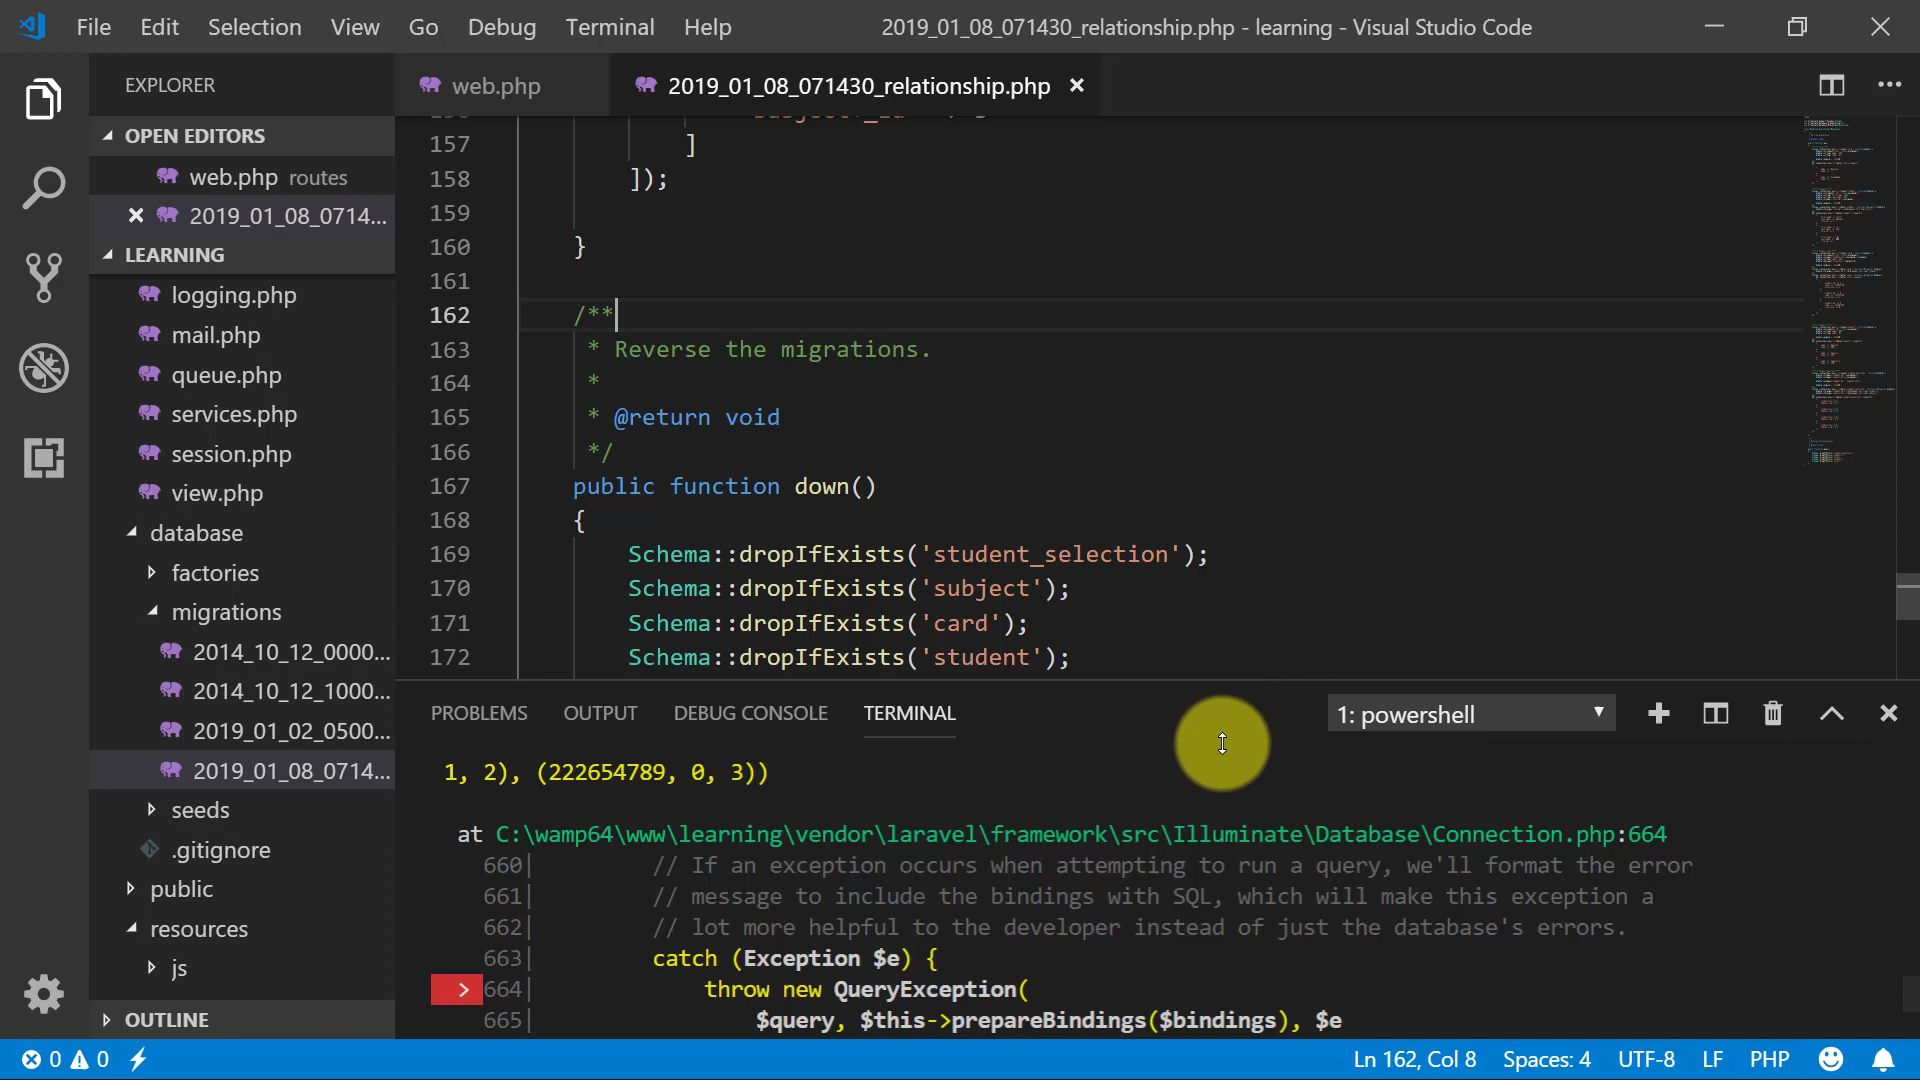 File Edit Selection View Go Debug Terminal Help
2019_01_08_071430_relationship.php - learning - Visual Studio Code
EXPLORER
OPEN EDITORS
web.php routes
2019_01_08_0714...
LEARNING
logging.php
mail.php
queue.php
services.php
session.php
view.php
database
factories
migrations
2014_10_12_0000...
2014_10_12_1000...
2019_01_02_0500...
2019_01_08_0714...
seeds
.gitignore
public
resources
js
OUTLINE
web.php
2019_01_08_071430_relationship.php
157 ]
158 ]);
159
160 }
161
162 /**
163 * Reverse the migrations.
164 *
165 * @return void
166 */
167 public function down()
168 {
169 Schema::dropIfExists('student_selection');
170 Schema::dropIfExists('subject');
171 Schema::dropIfExists('card');
172 Schema::dropIfExists('student');
PROBLEMS OUTPUT DEBUG CONSOLE TERMINAL
1: powershell
1, 2), (222654789, 0, 3))
at C:\wamp64\www\learning\vendor\laravel\framework\src\Illuminate\Database\Connection.php:664
660| // If an exception occurs when attempting to run a query, we'll format the error
661| // message to include the bindings with SQL, which will make this exception a
662| // lot more helpful to the developer instead of just the database's errors.
663| catch (Exception $e) {
> 664| throw new QueryException(
665| $query, $this->prepareBindings($bindings), $e
0 0
Ln 162, Col 8 Spaces: 4 UTF-8 LF PHP